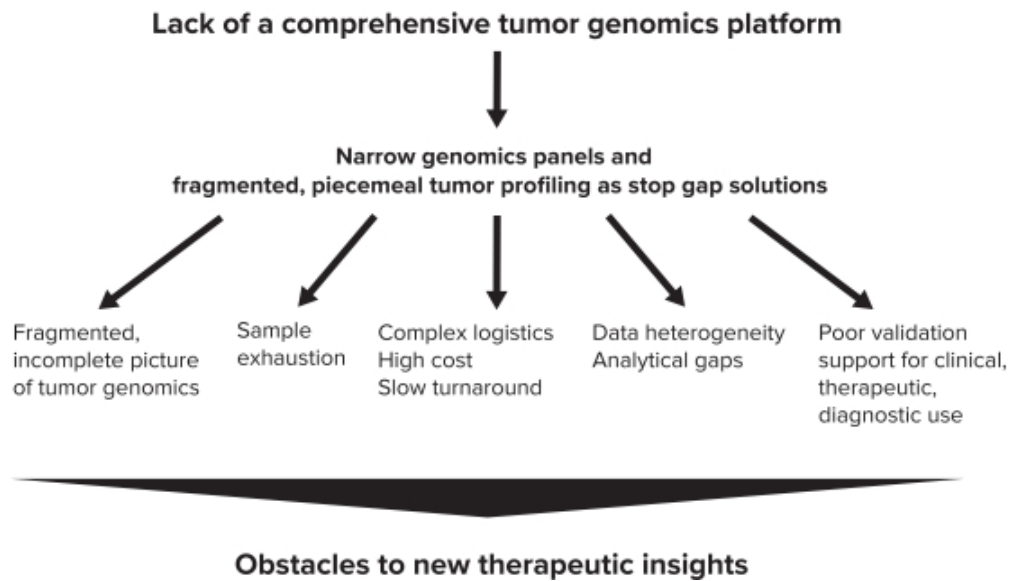 Lack of a comprehensive tumor genomics platform
Narrow genomics panels and
fragmented, piecemeal tumor profiling as stop gap solutions
Fragmented,
incomplete picture
of tumor genomics
Sample
exhaustion
Complex logistics
High cost
Slow turnaround
Data heterogeneity
Analytical gaps
Poor validation
support for clinical,
therapeutic,
diagnostic use
Obstacles to new therapeutic insights